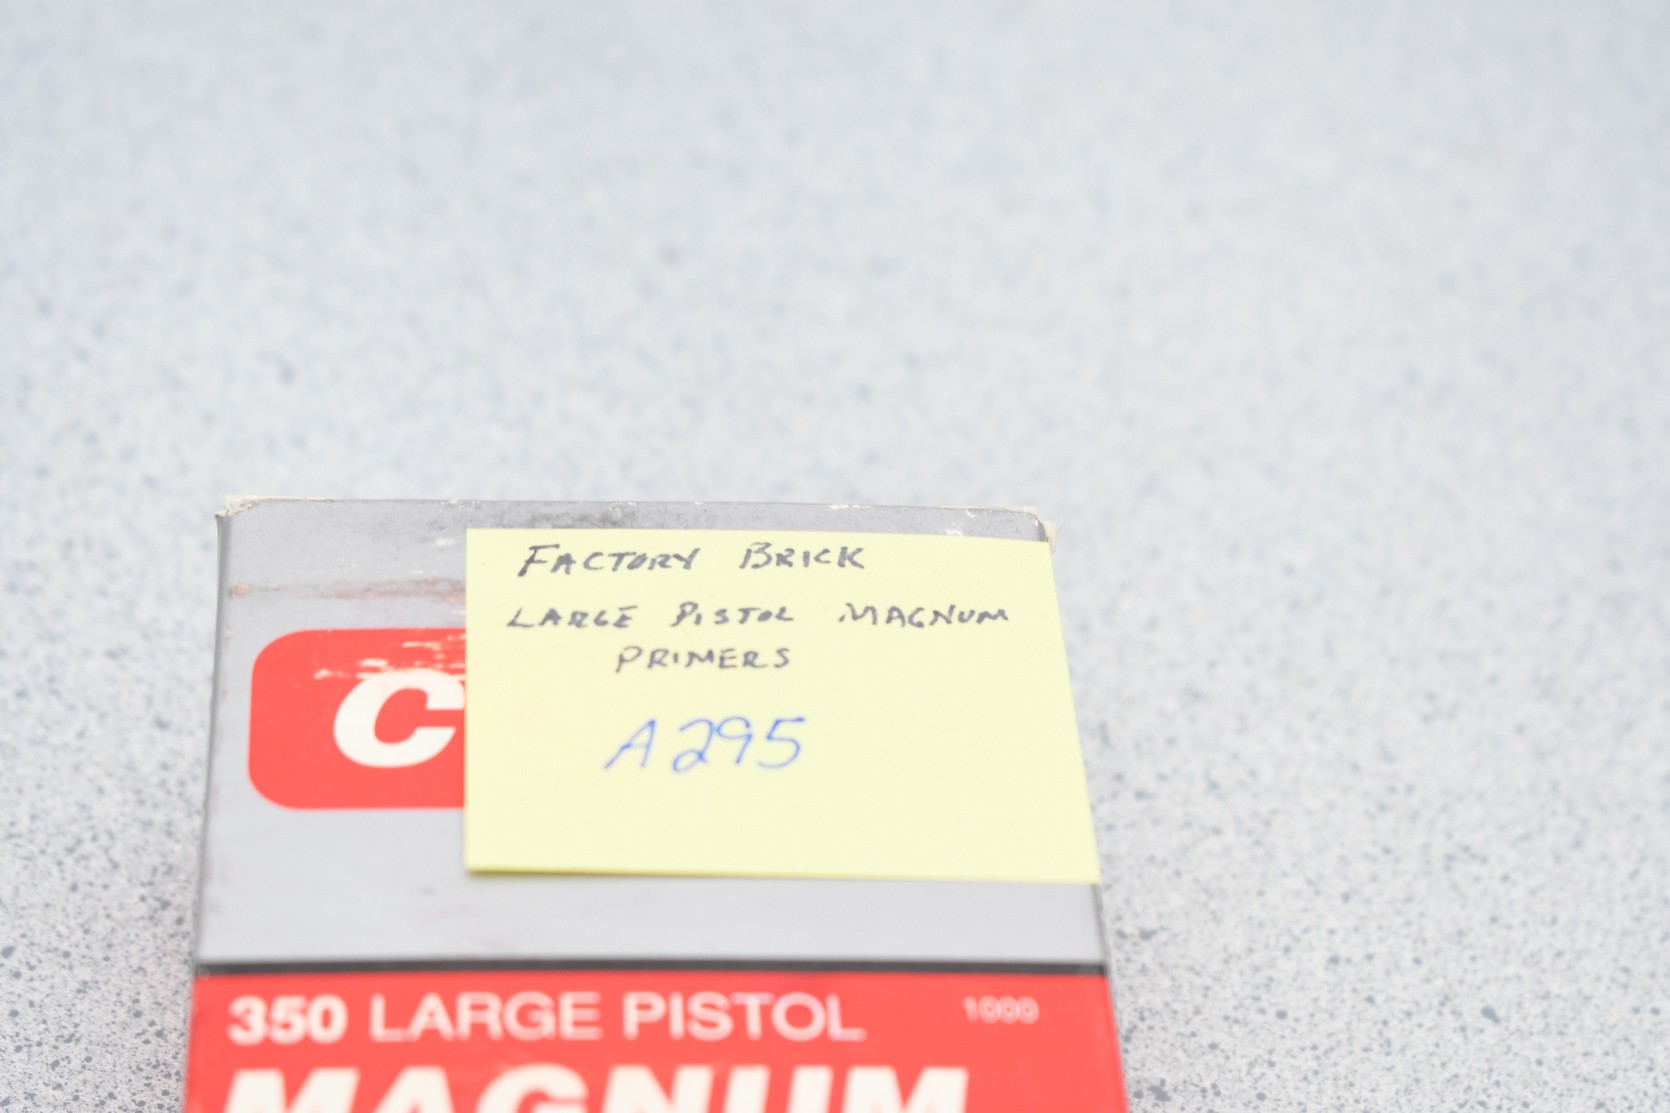 FACTORY BRICK
LARGE PISTOL MAGNUM
PRIMERS
A295
C
350 LARGE PISTOL 1000
MAGNUM